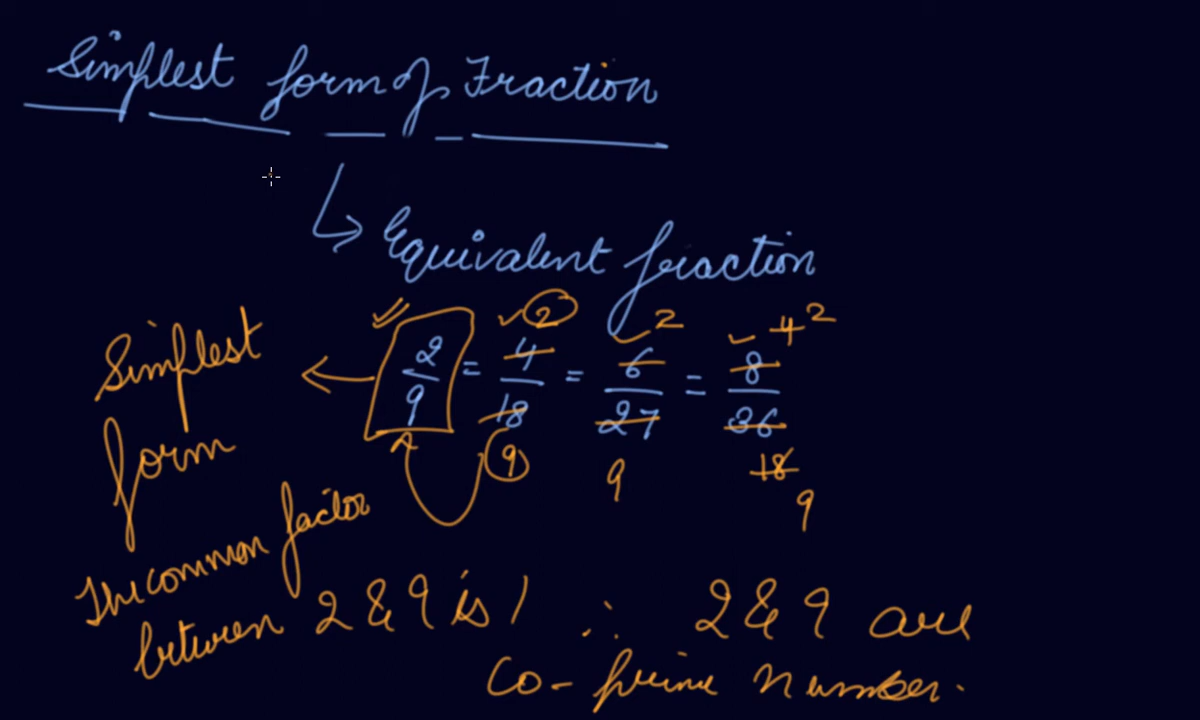 Simplest form of Fraction
Equivalent fraction
2/9 = 4/18 = 6/27 = 8/36
2 2 4 2
9 9 18 9
Simplest
form
The common factor
between 2 & 9 is 1 ∴ 2 & 9 are
Co-prime Number.